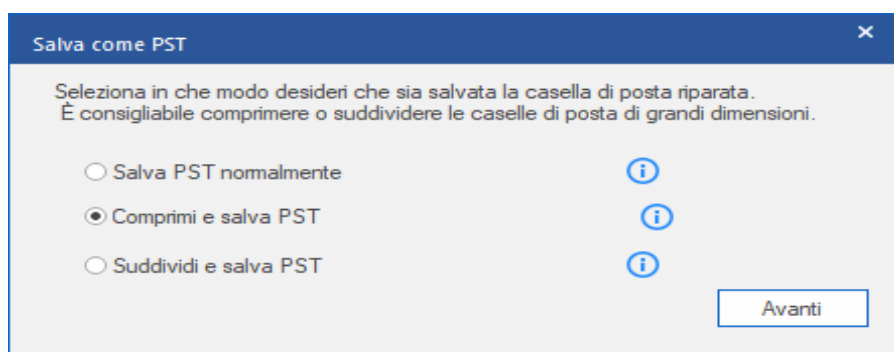 Salva come PST
Seleziona in che modo desideri che sia salvata la casella di posta riparata.
È consigliabile comprimere o suddividere le caselle di posta di grandi dimensioni.
Salva PST normalmente
Comprimi e salva PST
Suddividi e salva PST
Avanti